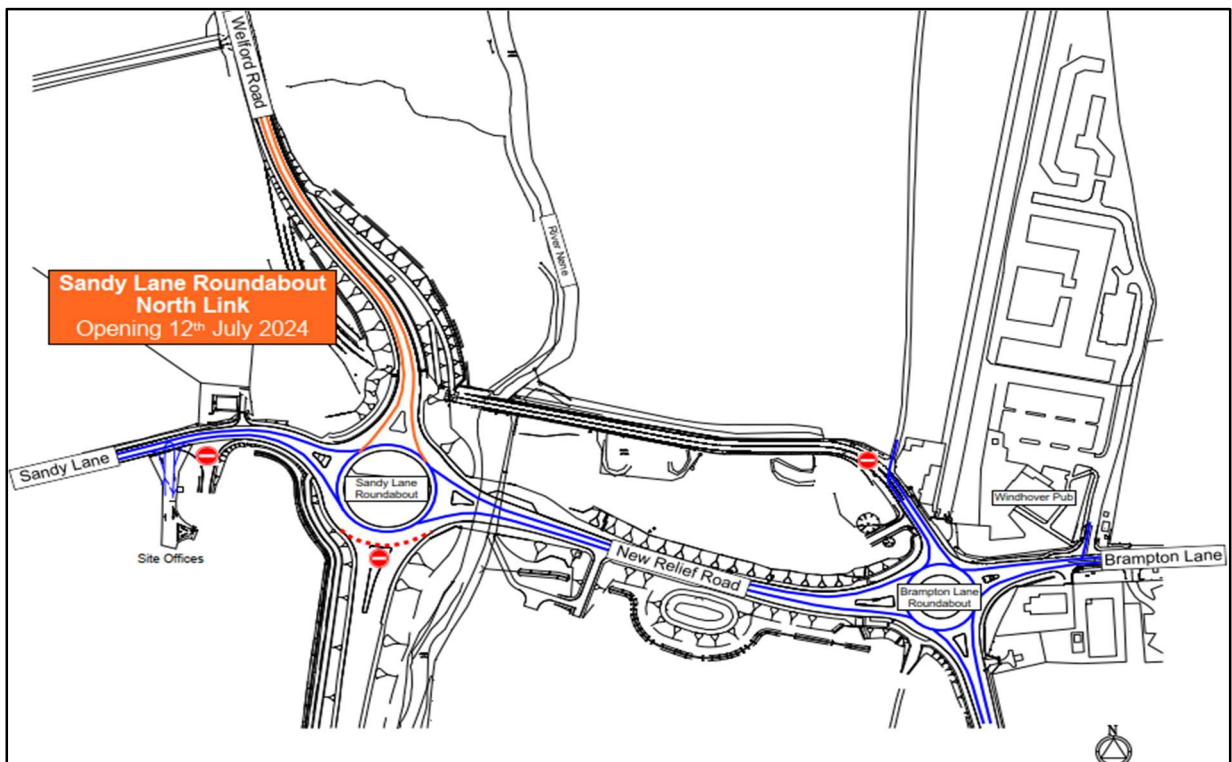 Welford Road
River Nene
Sandy Lane Roundabout
North Link
Opening 12th July 2024
Sandy Lane
Sandy Lane
Roundabout
Windhover Pub
Site Offices
New Relief Road
Brampton Lane
Brampton Lane
Roundabout
N